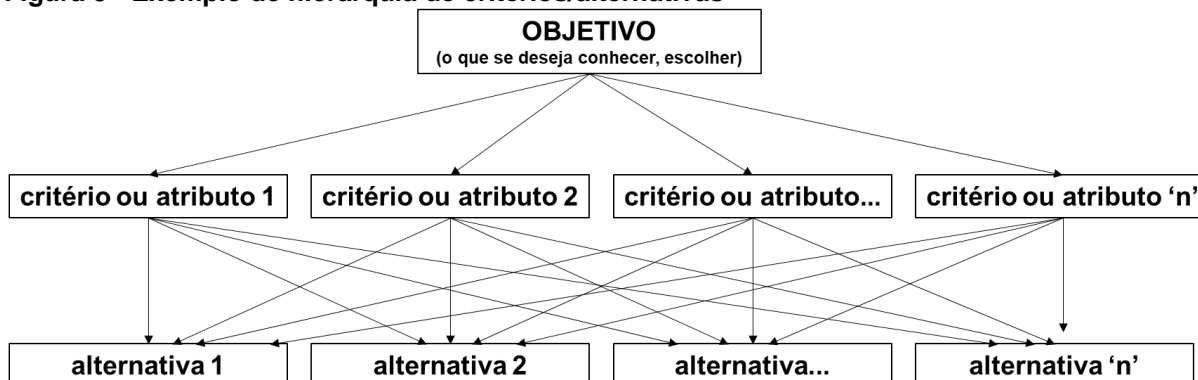 OBJETIVO
(o que se deseja conhecer, escolher)
critério ou atributo 1
critério ou atributo 2
critério ou atributo...
critério ou atributo ‘n’
alternativa 1
alternativa 2
alternativa...
alternativa ‘n’